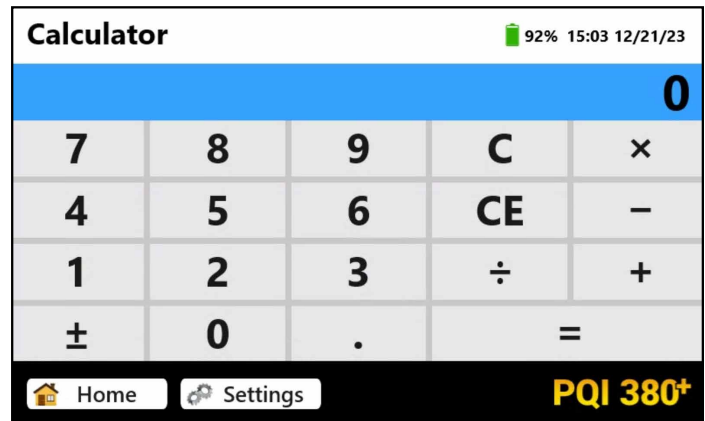 Calculator 92% 15:03 12/21/23
0
7 8 9 C ×
4 5 6 CE −
1 2 3 ÷ +
± 0 . =
Home Settings PQI 380+